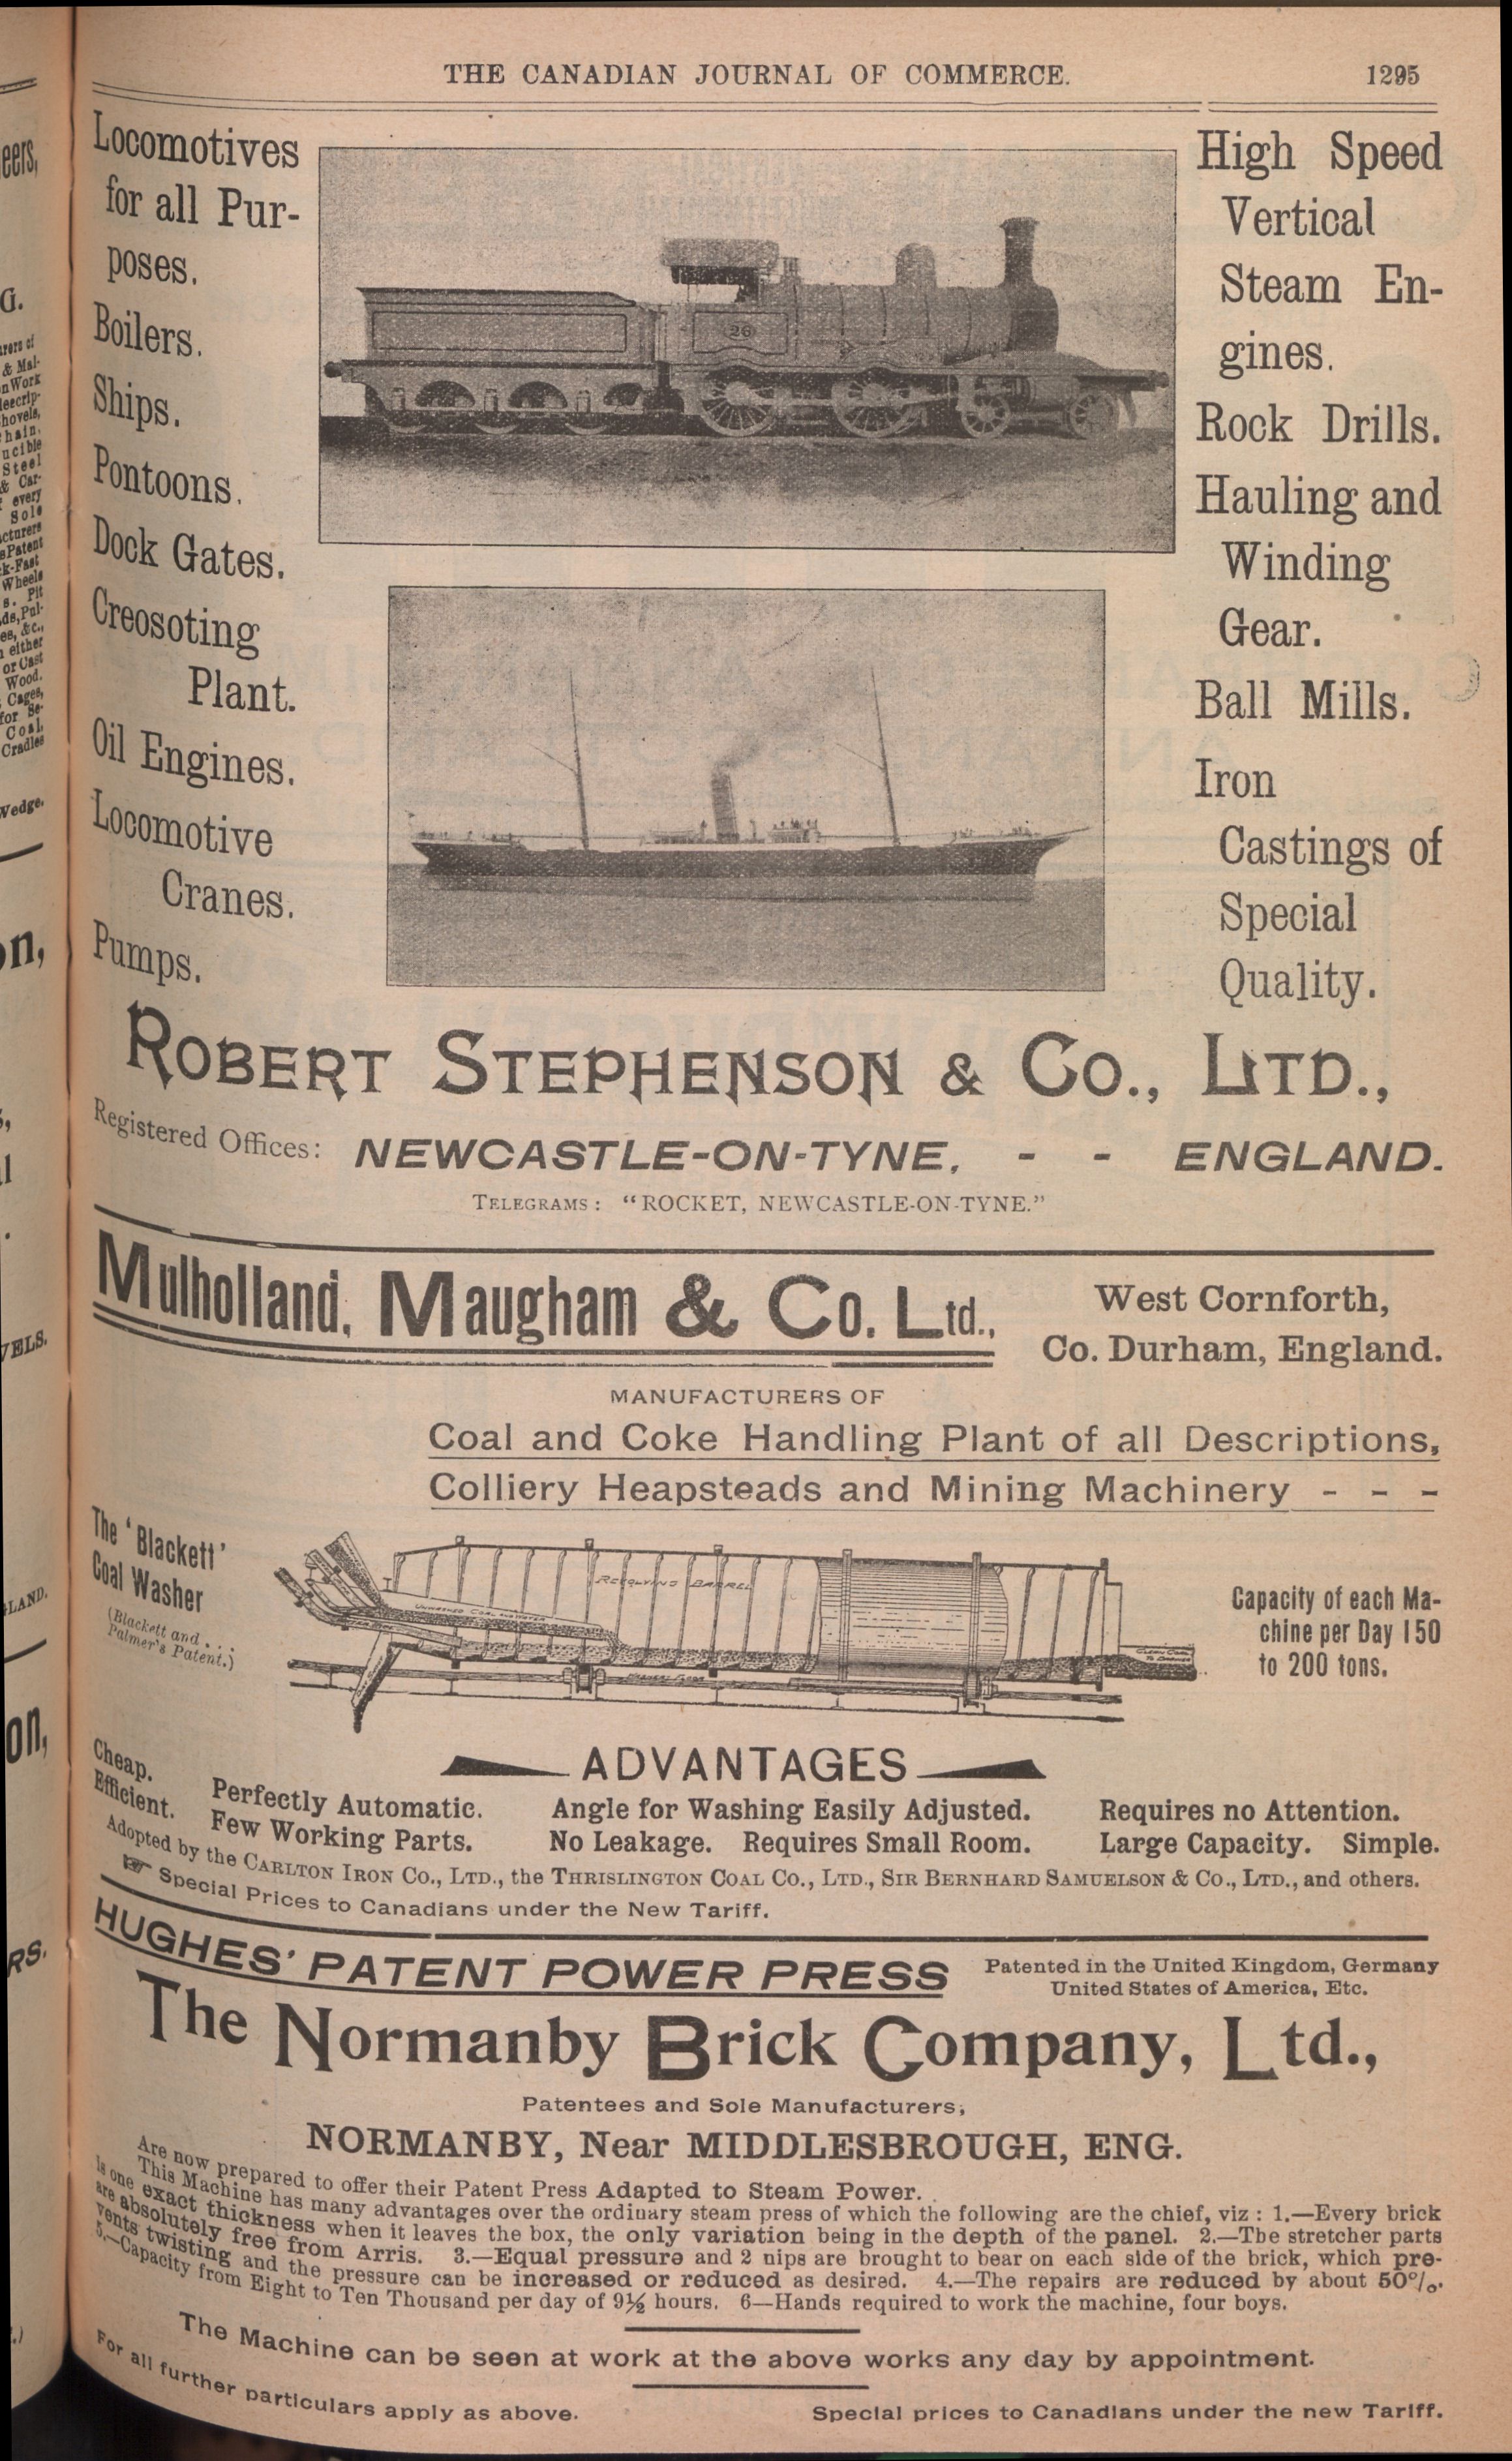 THE CANADIAN JOURNAL OF COMMERCE.
1295
Locomotives
for all Pur-
poses.
Boilers.
Ships.
Pontoons.
Dock Gates.
Creosoting
Plant.
Oil Engines.
Locomotive
Cranes.
Pumps.
26
High Speed
Vertical
Steam En-
gines.
Rock Drills.
Hauling and
Winding
Gear.
Ball Mills.
Iron
Castings of
Special
Quality.
ROBERT STEPHENSON & CO., LTD.,
Registered Offices: NEWCASTLE-ON-TYNE, - - ENGLAND.
TELEGRAMS: "ROCKET, NEWCASTLE-ON-TYNE."
Mulholland, Maugham & Co. Ltd.,
West Cornforth,
Co. Durham, England.
MANUFACTURERS OF
Coal and Coke Handling Plant of all Descriptions,
Colliery Heapsteads and Mining Machinery - - -
The 'Blackett'
Coal Washer
(Blackett and . . .
Palmer's Patent.)
REVOLVING BARREL
Capacity of each Ma-
chine per Day 150
to 200 tons.
ADVANTAGES
Cheap. Perfectly Automatic. Angle for Washing Easily Adjusted. Requires no Attention.
Efficient. Few Working Parts. No Leakage. Requires Small Room. Large Capacity. Simple.
Adopted by the CARLTON IRON CO., LTD., the THRISLINGTON COAL CO., LTD., SIR BERNHARD SAMUELSON & CO., LTD., and others.
☞ Special Prices to Canadians under the New Tariff.
HUGHES' PATENT POWER PRESS
Patented in the United Kingdom, Germany
United States of America, Etc.
The Normanby Brick Company, Ltd.,
Patentees and Sole Manufacturers,
NORMANBY, Near MIDDLESBROUGH, ENG.
Are now prepared to offer their Patent Press Adapted to Steam Power.
This Machine has many advantages over the ordinary steam press of which the following are the chief, viz : 1.—Every brick
is one exact thickness when it leaves the box, the only variation being in the depth of the panel. 2.—The stretcher parts
are absolutely free from Arris. 3.—Equal pressure and 2 nips are brought to bear on each side of the brick, which pre-
vents twisting and the pressure can be increased or reduced as desired. 4.—The repairs are reduced by about 50%.
5.—Capacity from Eight to Ten Thousand per day of 9½ hours. 6—Hands required to work the machine, four boys.
The Machine can be seen at work at the above works any day by appointment.
For all further particulars apply as above.
Special prices to Canadians under the new Tariff.